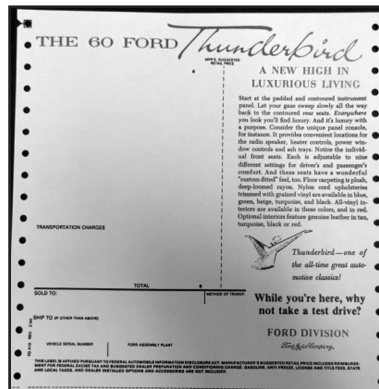 THE 60 FORD Thunderbird
MFR'S. SUGGESTED
RETAIL PRICE
$
A NEW HIGH IN
LUXURIOUS LIVING
Start at the padded and contoured instrument
panel. Let your gaze sweep slowly all the way
back to the contoured rear seats. Everywhere
you look you'll find luxury. And it's luxury with
a purpose. Consider the unique panel console,
for instance. It provides convenient locations for
the radio speaker, heater controls, power win-
dow controls and ash trays. Notice the individ-
ual front seats. Each is adjustable to nine
different settings for driver's and passenger's
comfort. And these seats have a wonderful
"custom-fitted" feel, too. Floor carpeting is plush,
deep-loomed rayon. Nylon cord upholsteries
trimmed with grained vinyl are available in blue,
green, beige, turquoise, and black. All-vinyl in-
teriors are available in these colors, and in red.
Optional interiors feature genuine leather in tan,
turquoise, black or red.
TRANSPORTATION CHARGES
Thunderbird—one of
the all-time great auto-
motive classics!
TOTAL
$
SOLD TO:
METHOD OF TRANSP.
While you're here, why
not take a test drive?
SHIP TO (IF OTHER THAN ABOVE)
FORD DIVISION
Ford Motor Company,
VEHICLE SERIAL NUMBER
FORD ASSEMBLY PLANT
THIS LABEL IS AFFIXED PURSUANT TO FEDERAL AUTOMOBILE INFORMATION DISCLOSURE ACT. MANUFACTURER'S SUGGESTED RETAIL PRICE INCLUDES REIMBURSE-
MENT FOR FEDERAL EXCISE TAX AND SUGGESTED DEALER PREPARATION AND CONDITIONING CHARGE. GASOLINE, ANTI-FREEZE, LICENSE AND TITLE FEES, STATE
AND LOCAL TAXES, AND DEALER INSTALLED OPTIONS AND ACCESSORIES ARE NOT INCLUDED.